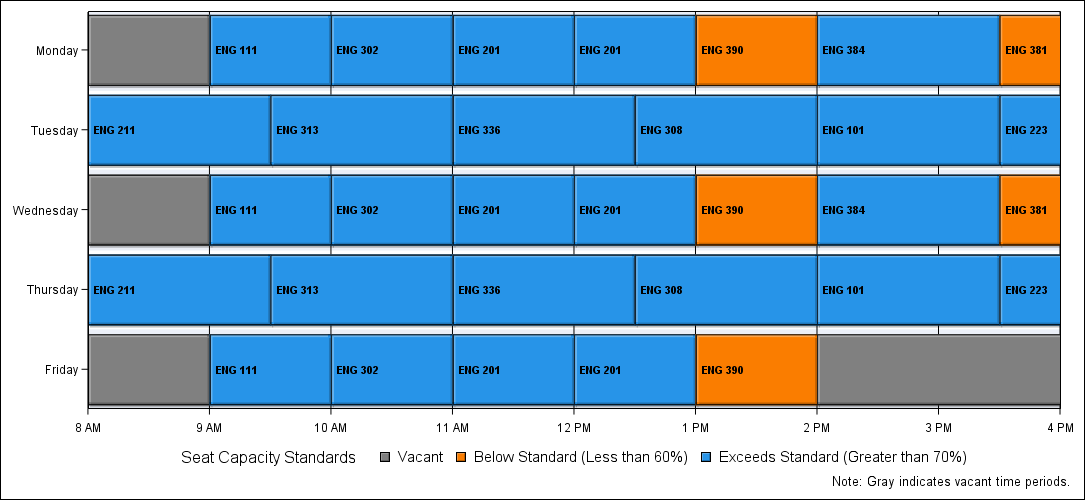 Monday ENG 111 ENG 302 ENG 201 ENG 201 ENG 390 ENG 384 ENG 381
Tuesday ENG 211 ENG 313 ENG 336 ENG 308 ENG 101 ENG 223
Wednesday ENG 111 ENG 302 ENG 201 ENG 201 ENG 390 ENG 384 ENG 381
Thursday ENG 211 ENG 313 ENG 336 ENG 308 ENG 101 ENG 223
Friday ENG 111 ENG 302 ENG 201 ENG 201 ENG 390
8 AM 9 AM 10 AM 11 AM 12 PM 1 PM 2 PM 3 PM 4 PM
Seat Capacity Standards Vacant Below Standard (Less than 60%) Exceeds Standard (Greater than 70%)
Note: Gray indicates vacant time periods.